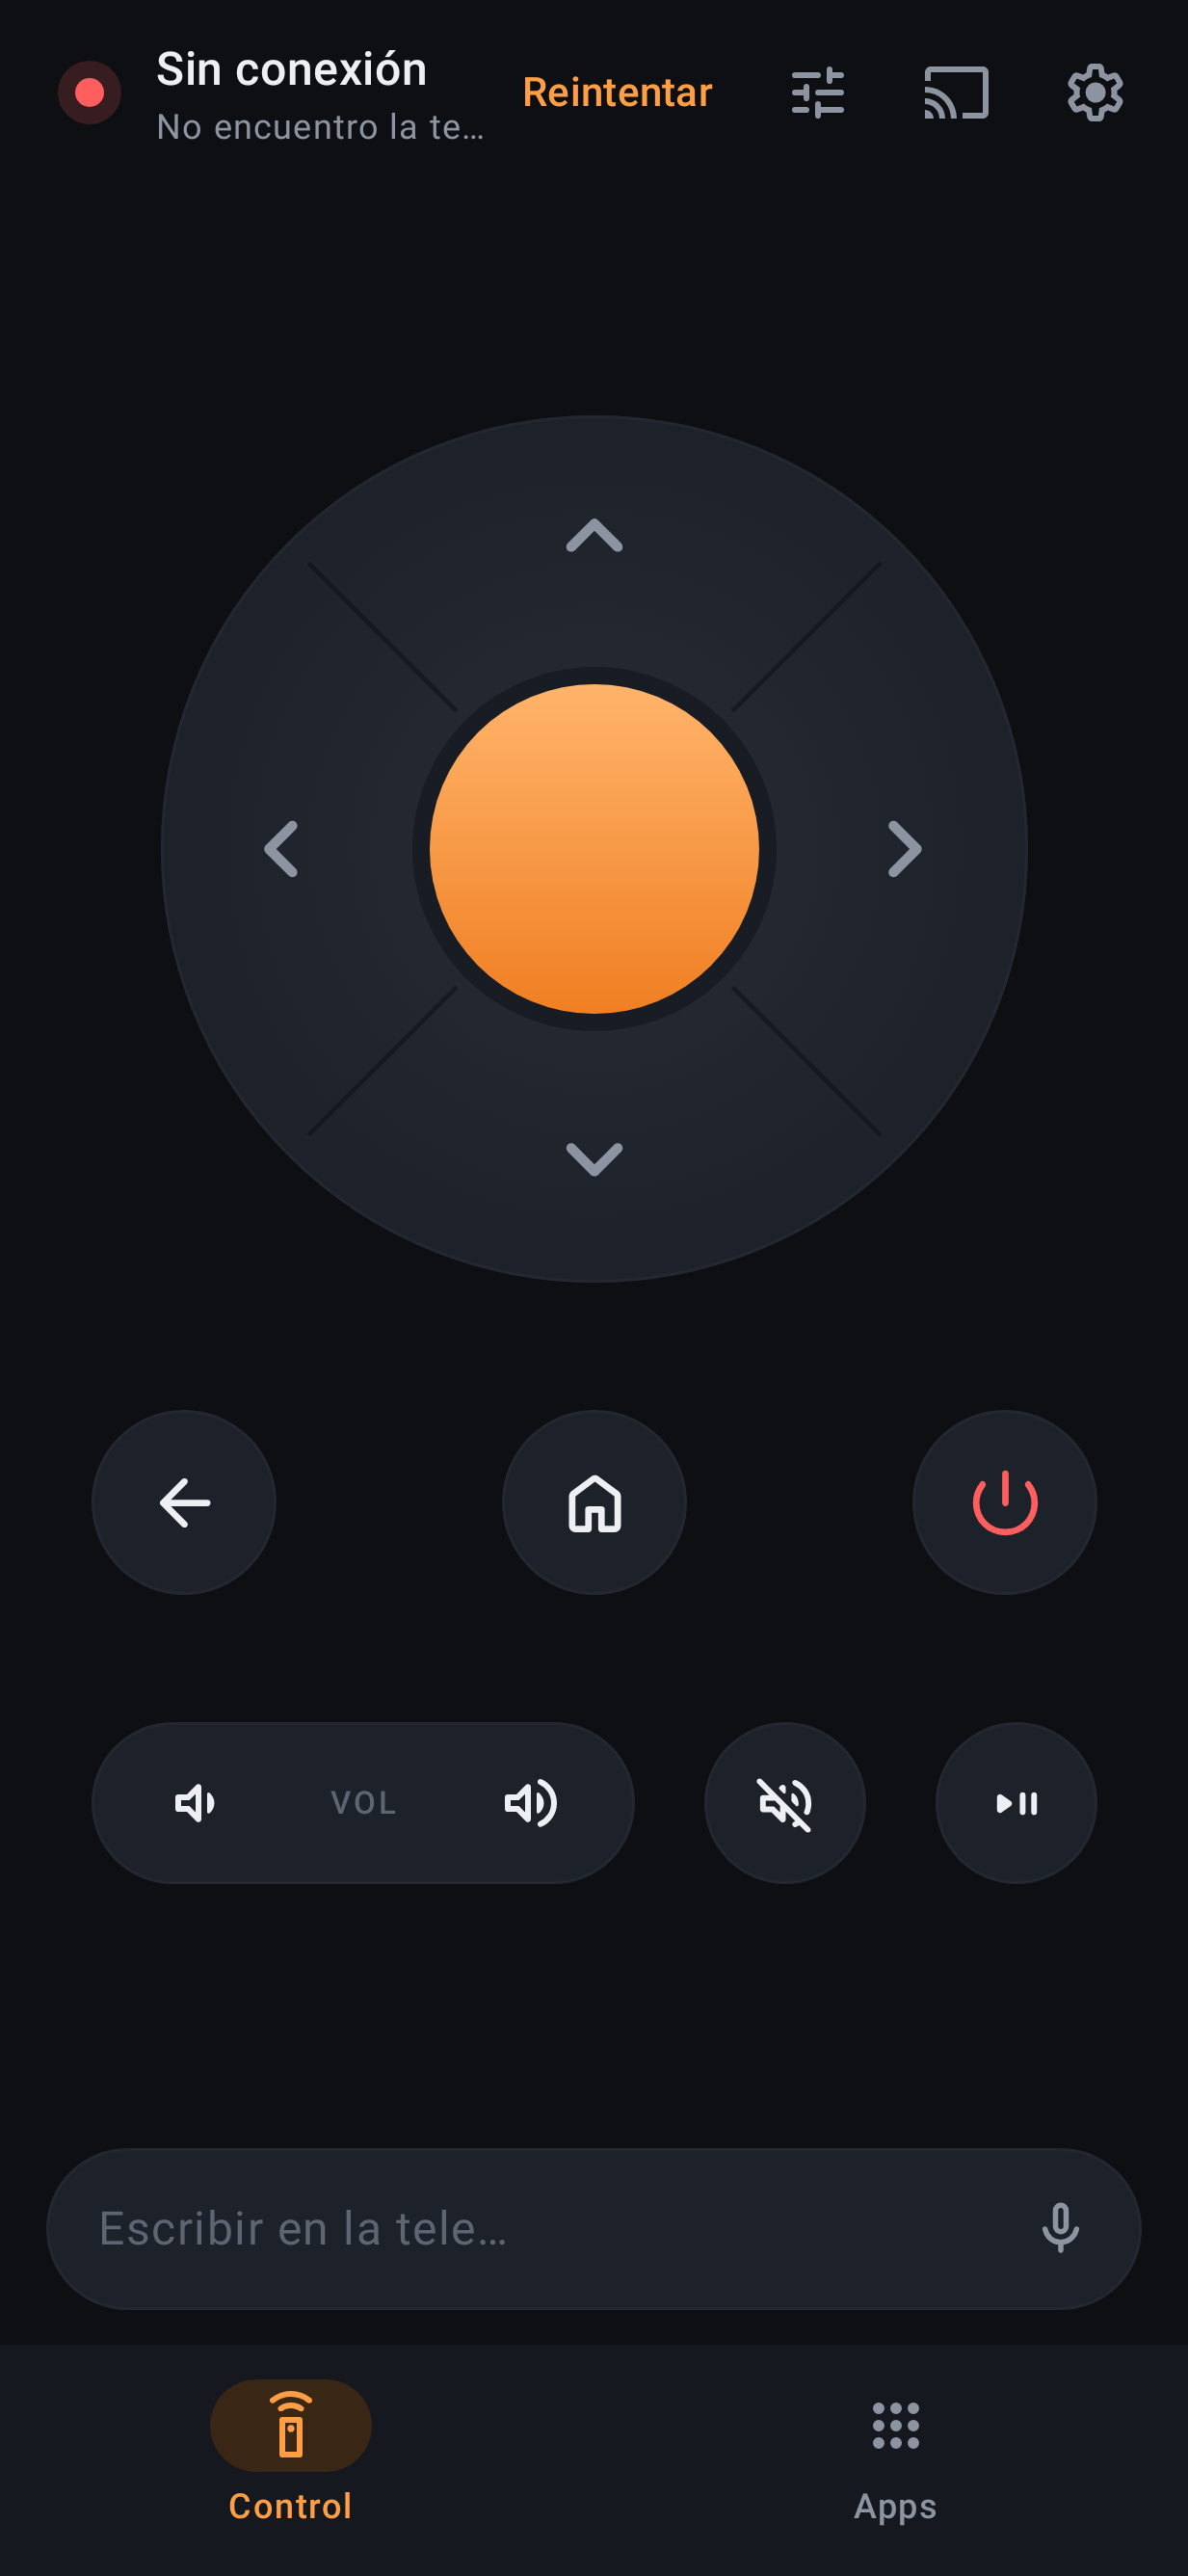 Sin conexión
No encuentro la te…
Reintentar
VOL
Escribir en la tele…
Control
Apps